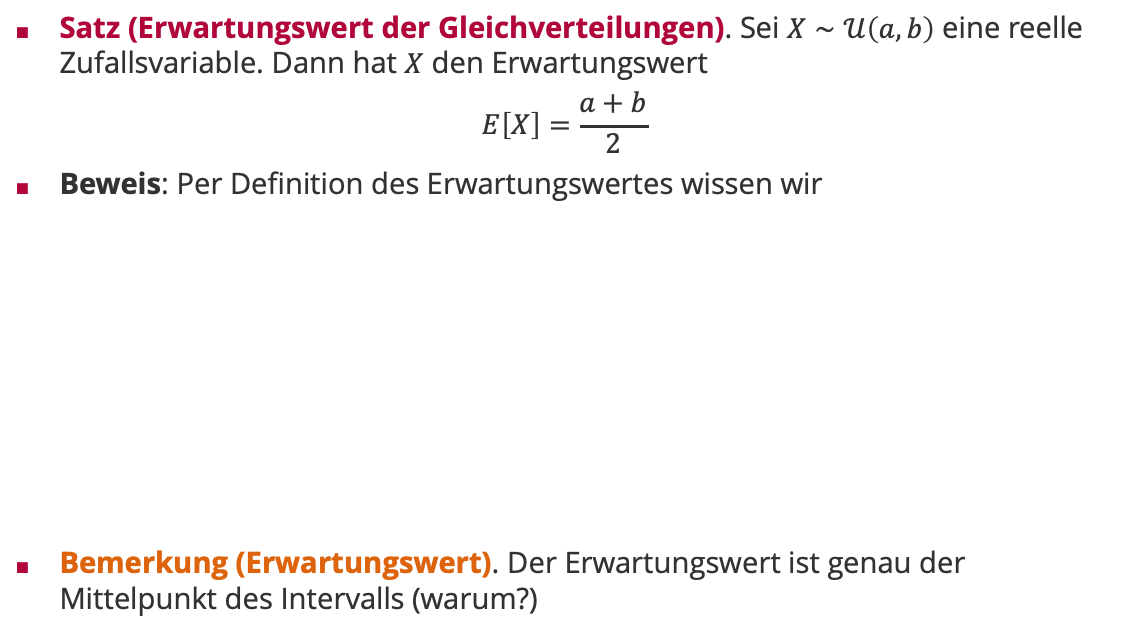 ▪ Satz (Erwartungswert der Gleichverteilungen). Sei X ~ 𝒰(a, b) eine reelle
Zufallsvariable. Dann hat X den Erwartungswert
E[X] = \frac{a + b}{2}
▪ Beweis: Per Definition des Erwartungswertes wissen wir
▪ Bemerkung (Erwartungswert). Der Erwartungswert ist genau der
Mittelpunkt des Intervalls (warum?)